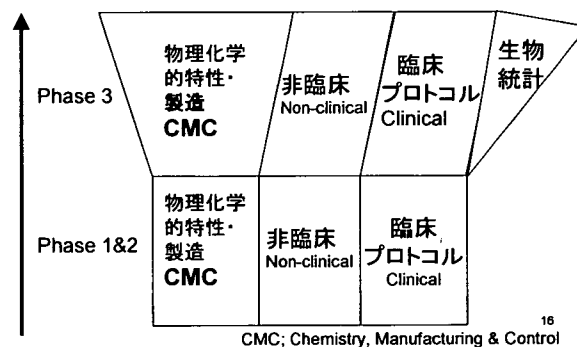 Phase 3
物理化学
的特性・
製造
CMC
非臨床
Non-clinical
臨床
プロトコル
Clinical
生物
統計
Phase 1&2
物理化学
的特性・
製造
CMC
非臨床
Non-clinical
臨床
プロトコル
Clinical
16
CMC; Chemistry, Manufacturing & Control